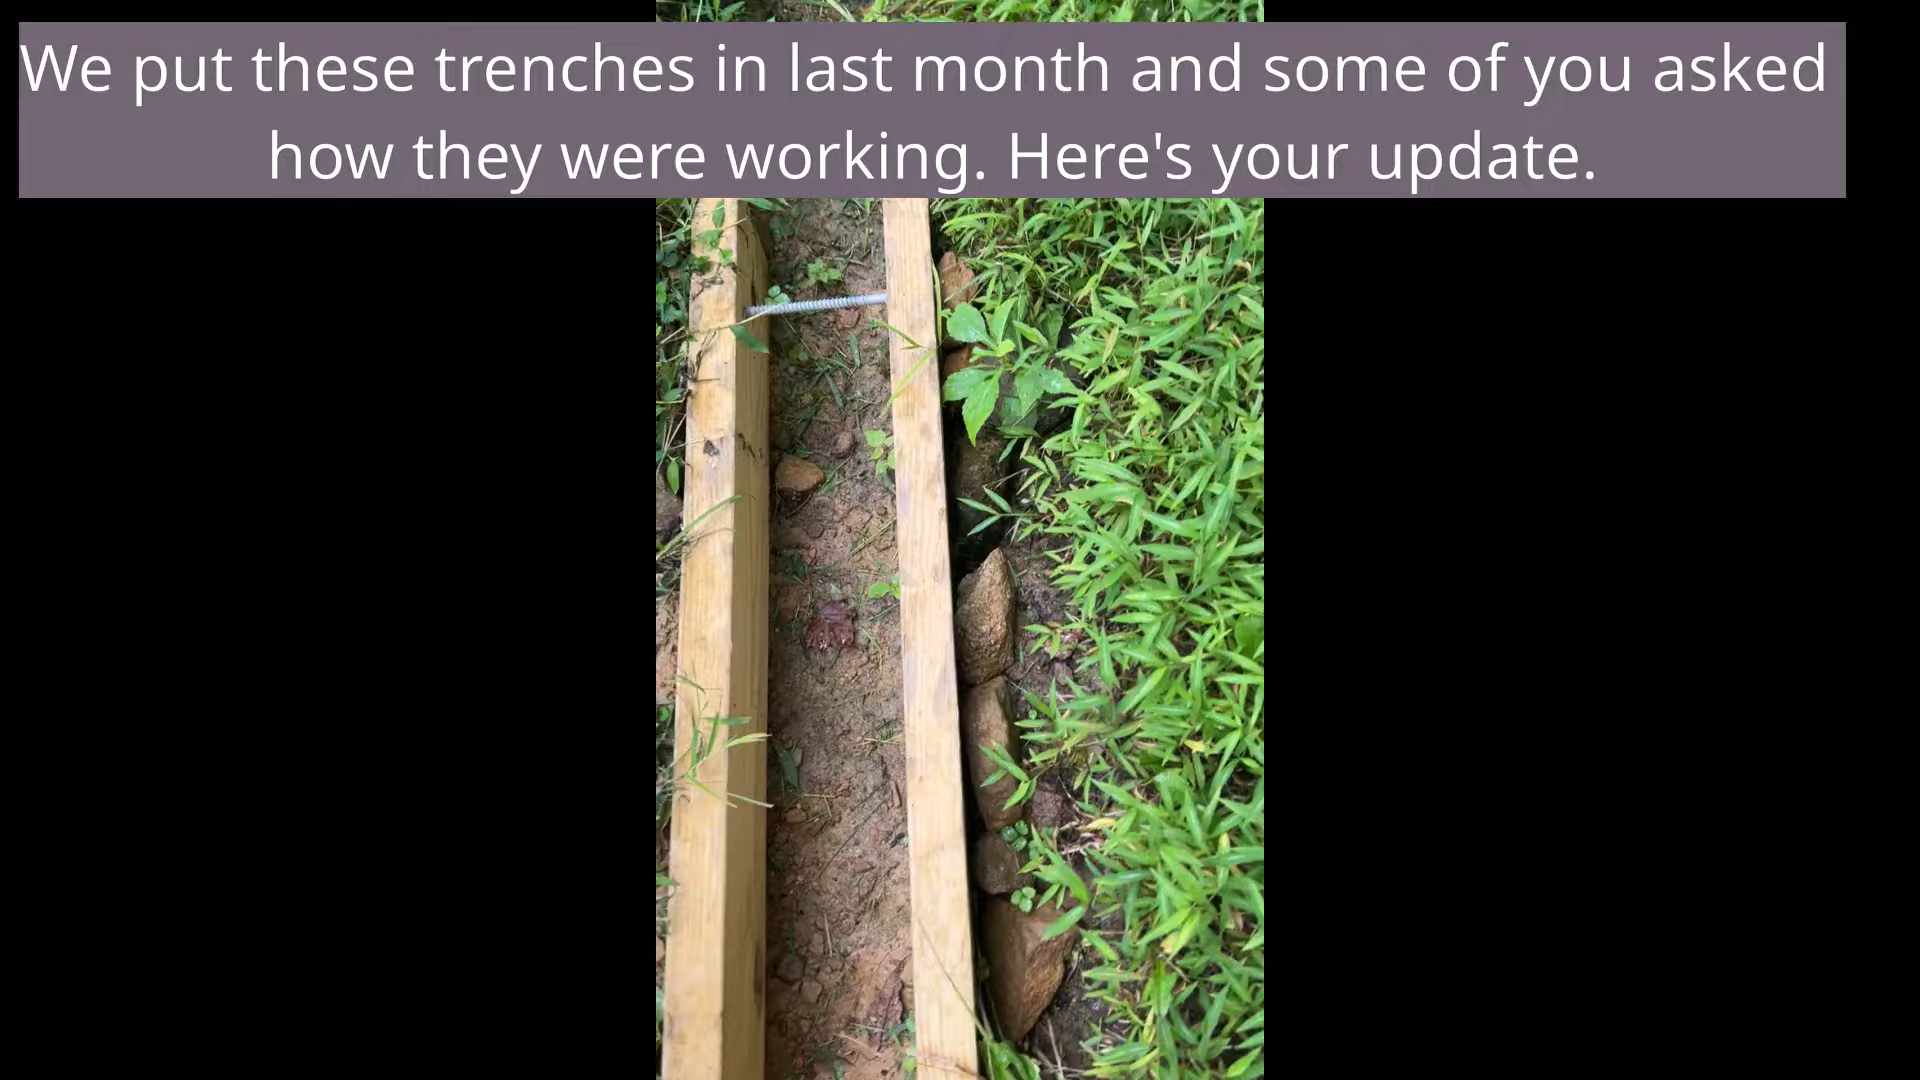 We put these trenches in last month and some of you asked
how they were working. Here's your update.